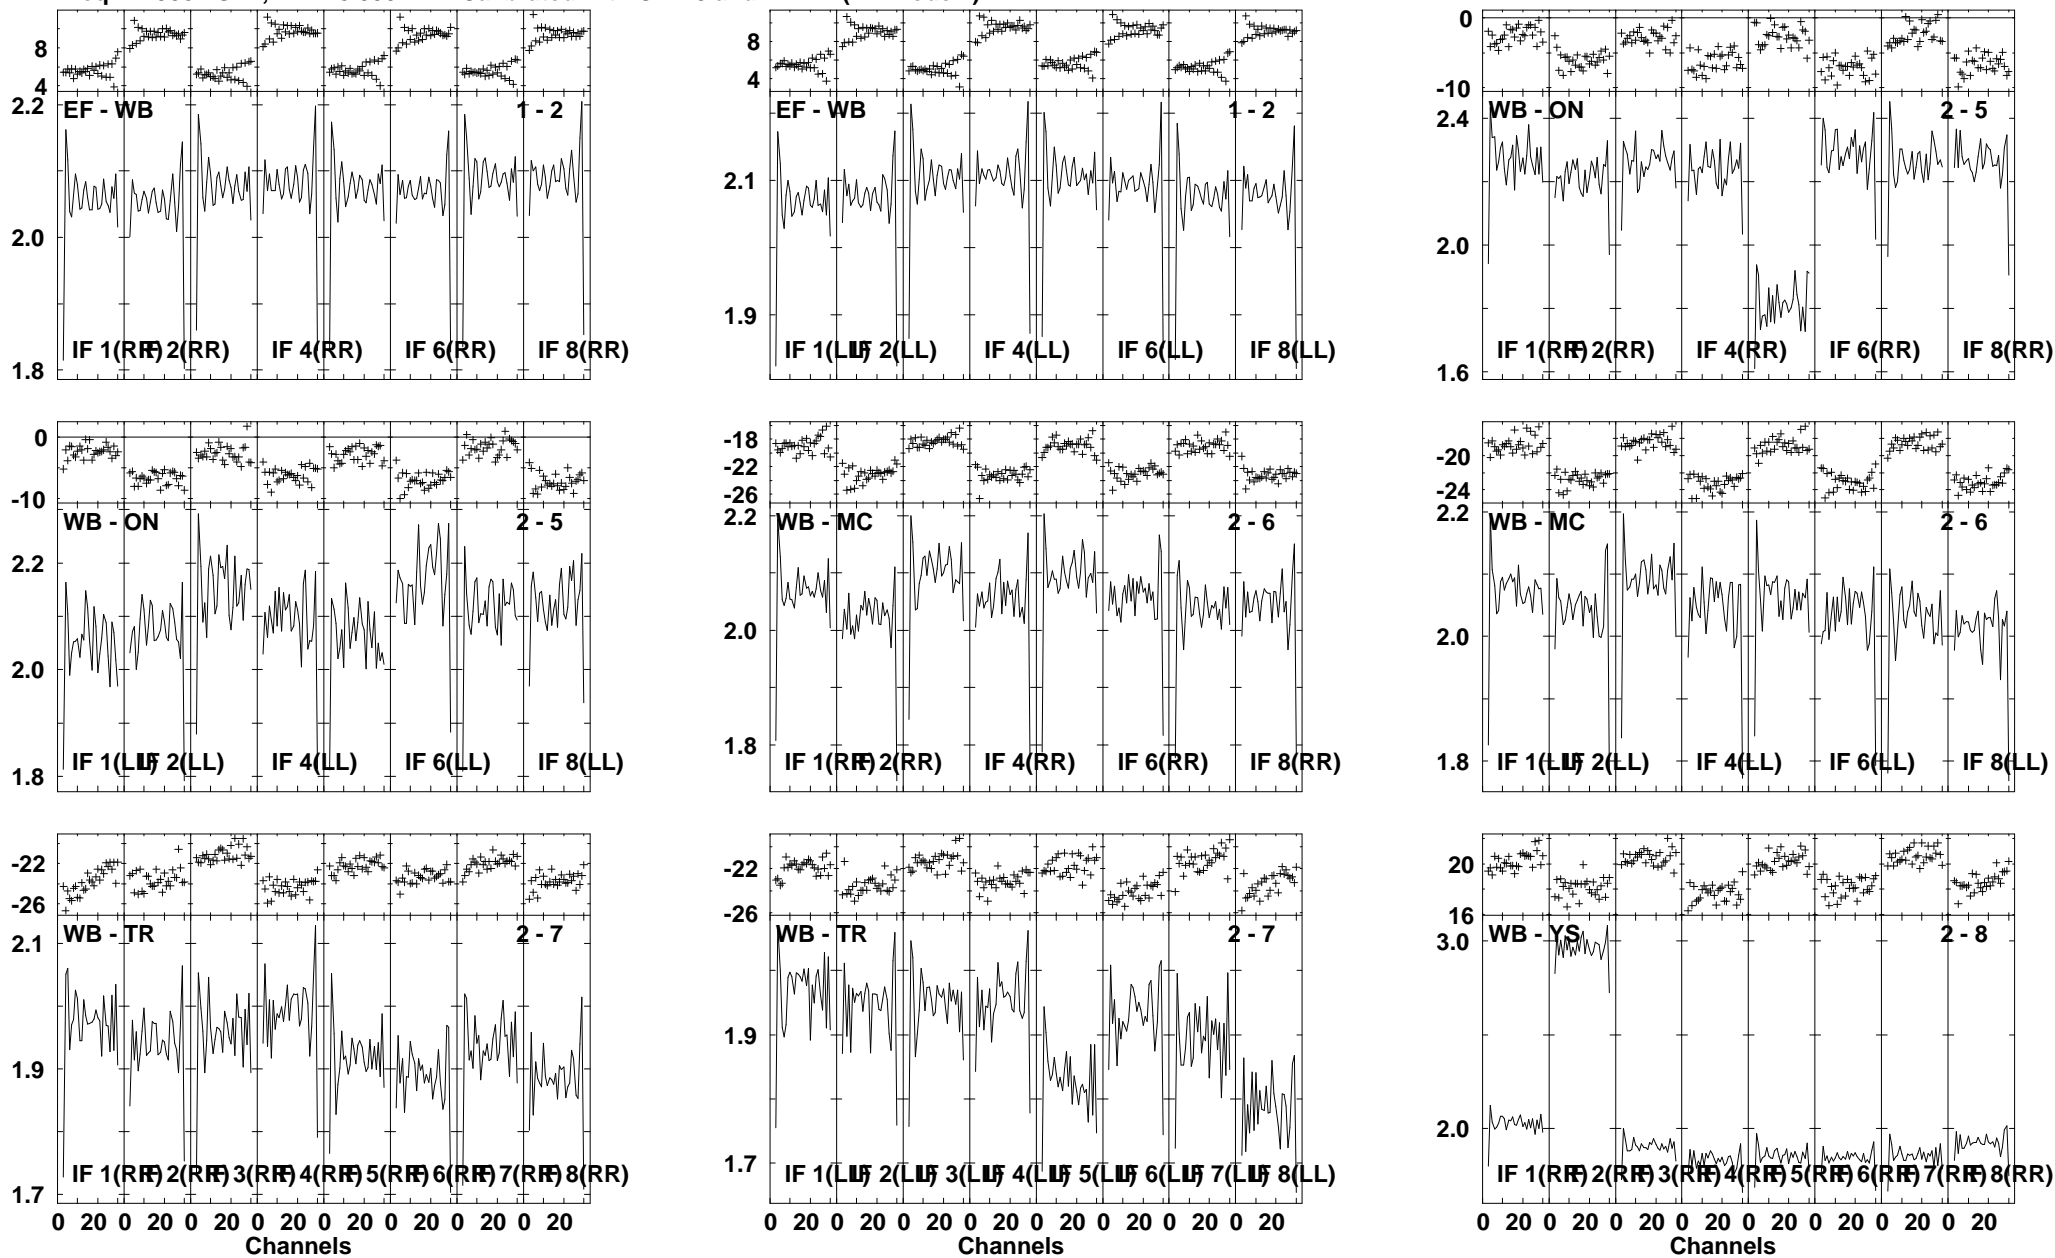 8 4 8 4 0 -10
EF - WB 1 - 2 EF - WB 1 - 2 WB - ON 2 - 5
2.2 2.4
2.1
2.0 2.0
1.9
IF 1(RR) IF 2(RR) IF 4(RR) IF 6(RR) IF 8(RR) IF 1(LL) IF 2(LL) IF 4(LL) IF 6(LL) IF 8(LL) IF 1(RR) IF 2(RR) IF 4(RR) IF 6(RR) IF 8(RR)
1.8 1.6
0 -10 -18 -22 -26 -20 -24
WB - ON 2 - 5 WB - MC 2 - 6 WB - MC 2 - 6
2.2 2.2
2.2
2.0 2.0 2.0
IF 1(LL) IF 2(LL) IF 4(LL) IF 6(LL) IF 8(LL) IF 1(RR) IF 2(RR) IF 4(RR) IF 6(RR) IF 8(RR) IF 1(LL) IF 2(LL) IF 4(LL) IF 6(LL) IF 8(LL)
1.8 1.8 1.8
-22 -26 -22 -26 20 16
WB - TR 2 - 7 WB - TR 2 - 7 WB - YS 2 - 8
2.1 3.0
1.9 1.9
2.0
IF 1(RR) IF 2(RR) IF 3(RR) IF 4(RR) IF 5(RR) IF 6(RR) IF 7(RR) IF 8(RR) IF 1(LL) IF 2(LL) IF 3(LL) IF 4(LL) IF 5(LL) IF 6(LL) IF 7(LL) IF 8(LL) IF 1(RR) IF 2(RR) IF 3(RR) IF 4(RR) IF 5(RR) IF 6(RR) IF 7(RR) IF 8(RR)
1.7 1.7
0 20 0 20 0 20 0 20 0 20 0 20 0 20 0 20 0 20 0 20 0 20 0 20 0 20 0 20 0 20 0 20 0 20 0 20 0 20 0 20 0 20 0 20 0 20 0 20
Channels Channels Channels